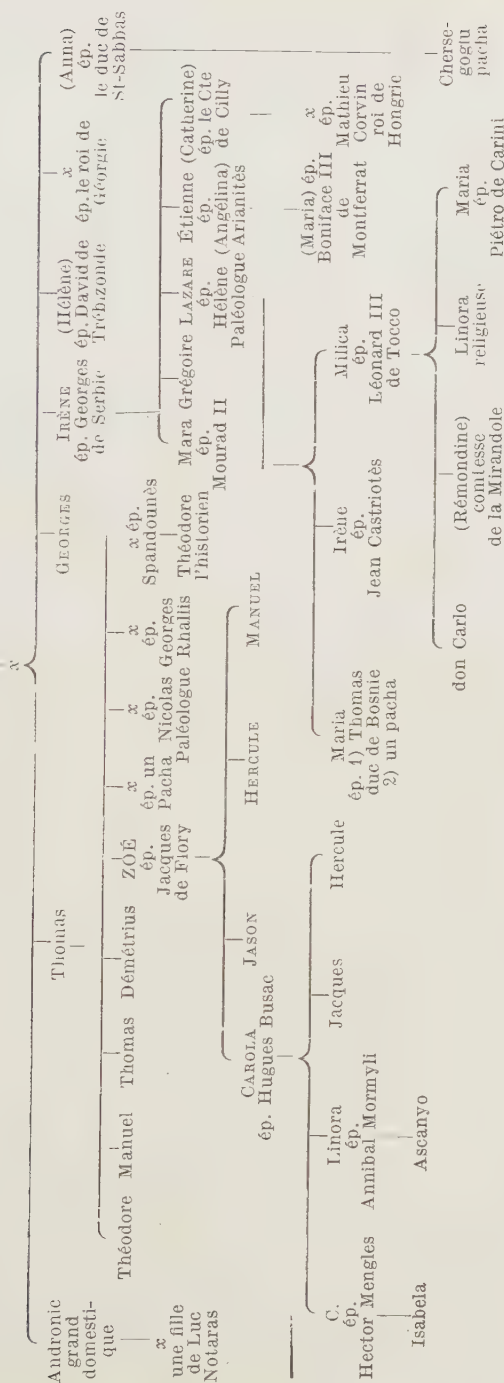 x
Andronic
grand
domesti-
que
x
une fille
de Luc
Notaras
Thomas
GEORGES
IRÈNE
ép. Georges
de Serbie
(Hélène)
ép. David de
Trébizonde
x
ép. le roi de
Géorgie
(Anna)
ép.
le duc de
St-Sabbas
Théodore Manuel Thomas Démétrius
ZOÉ
ép.
Jacques
de Flory
x
ép. un
Pacha
x
ép.
Nicolas
Paléologue
x
ép.
Georges
Rhallis
x ép.
Spandounès
Théodore
l'historien
Mara
ép.
Mourad II
Grégoire
LAZARE
ép.
Hélène
Paléologue
Étienne
ép.
(Angélina)
Arianitès
(Catherine)
ép. le Cte
de Cilly
Cherse-
goglu
pacha
CAROLA
ép. Hugues Busac
JASON
HERCULE
MANUEL
(Maria) ép.
Boniface III
de
Montferrat
x
ép.
Mathieu
Corvin
roi de
Hongrie
C.
ép.
Hector Mengles
Isabela
Linora
ép.
Annibal Mormyli
Ascanyo
Jacques
Hercule
Maria
ép. 1) Thomas
duc de Bosnie
2) un pacha
Irène
ép.
Jean Castriotès
Milica
ép.
Léonard III
de Tocco
don Carlo
(Rémondine)
comtesse
de la Mirandole
Linora
religieuse
Maria
ép.
Piétro de Carini